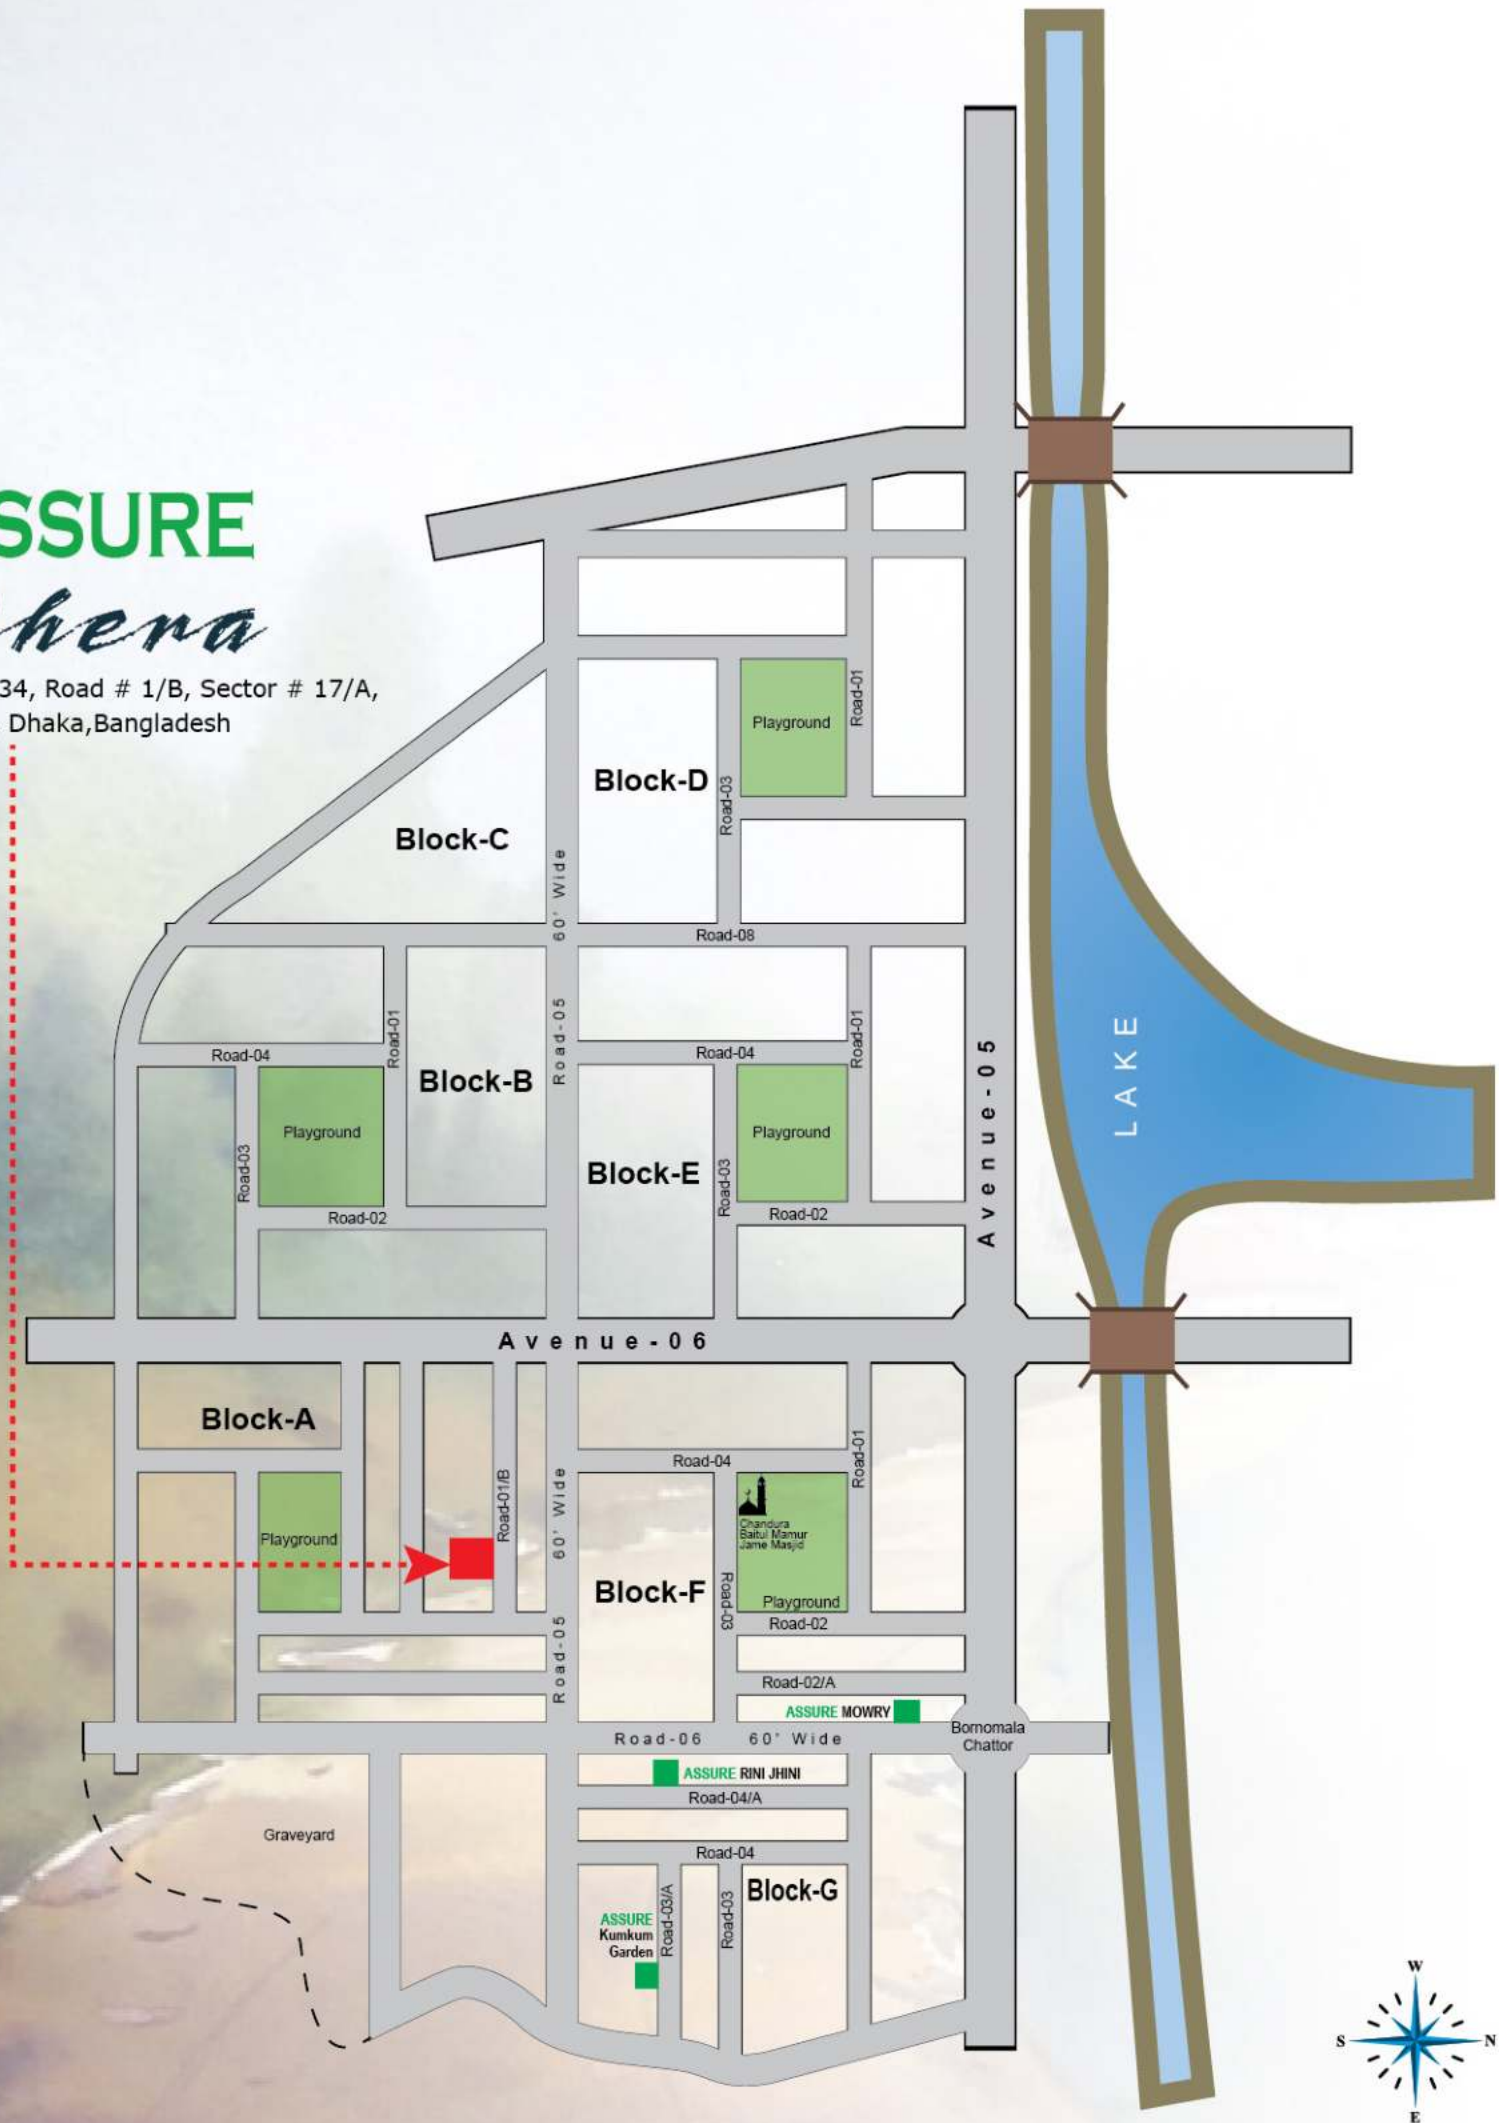 SSURE
hera
34, Road # 1/B, Sector # 17/A,
Dhaka,Bangladesh
Playground
Road-01
Block-D
Road-03
Block-C
60' Wide
Road-08
Road-01
Road-05
Road-01
Road-04
Road-04
Block-B
Avenue-05
LAKE
Playground
Playground
Road-03
Block-E
Road-03
Road-02
Road-02
Avenue-06
Block-A
Road-04
Road-01
Road-01/B
60' Wide
Chandura
Baitul Mamur
Jame Masjid
Playground
Block-F
Road-03
Playground
Road-02
Road-05
Road-02/A
ASSURE MOWRY
Road-06 60' Wide
Bornomala
Chattor
ASSURE RINI JHINI
Road-04/A
Graveyard
Road-04
Block-G
Road-03/A
Road-03
ASSURE
Kumkum
Garden
W
S
N
E